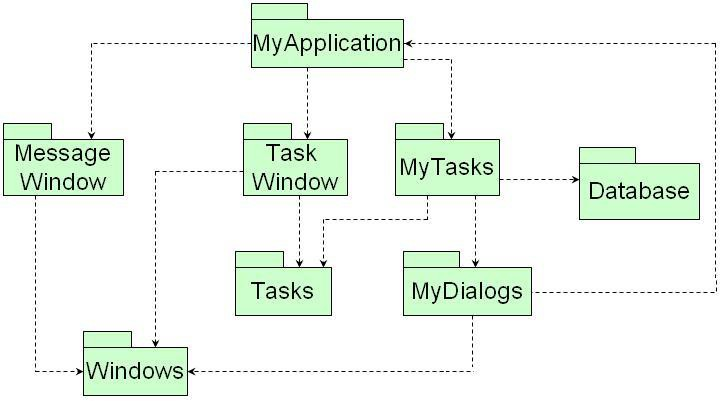 MyApplication
Message
Window
Task
Window
MyTasks
Database
Tasks
MyDialogs
Windows